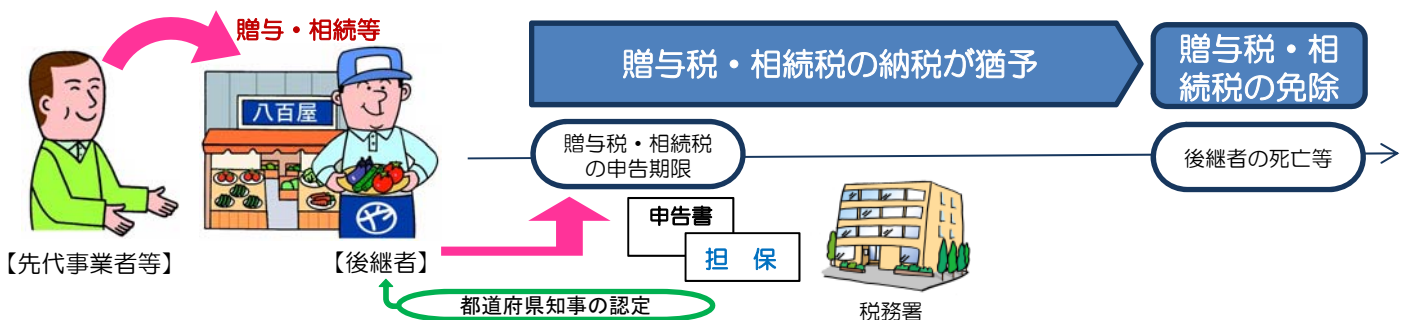 贈与・相続等
八百屋
【先代事業者等】
【後継者】
都道府県知事の認定
贈与税・相続税の納税が猶予
贈与税・相
続税の免除
贈与税・相続税
の申告期限
後継者の死亡等
申告書
担 保
税務署